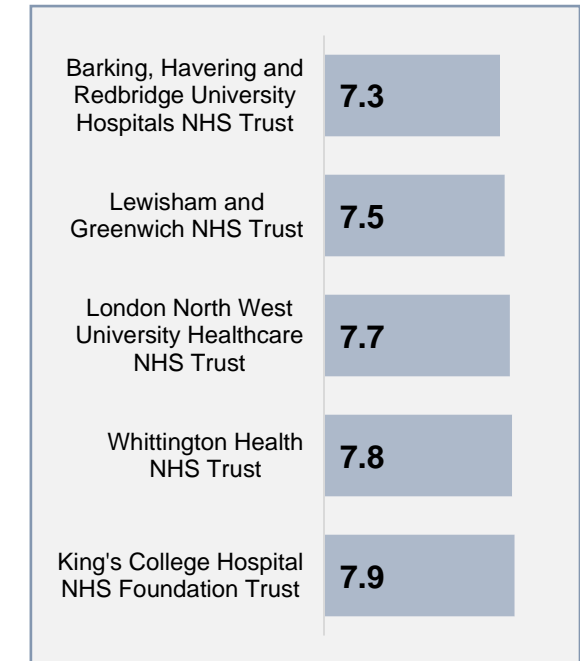 Barking, Havering and
Redbridge University
Hospitals NHS Trust
7.3
Lewisham and
Greenwich NHS Trust
7.5
London North West
University Healthcare
NHS Trust
7.7
Whittington Health
NHS Trust
7.8
King's College Hospital
NHS Foundation Trust
7.9